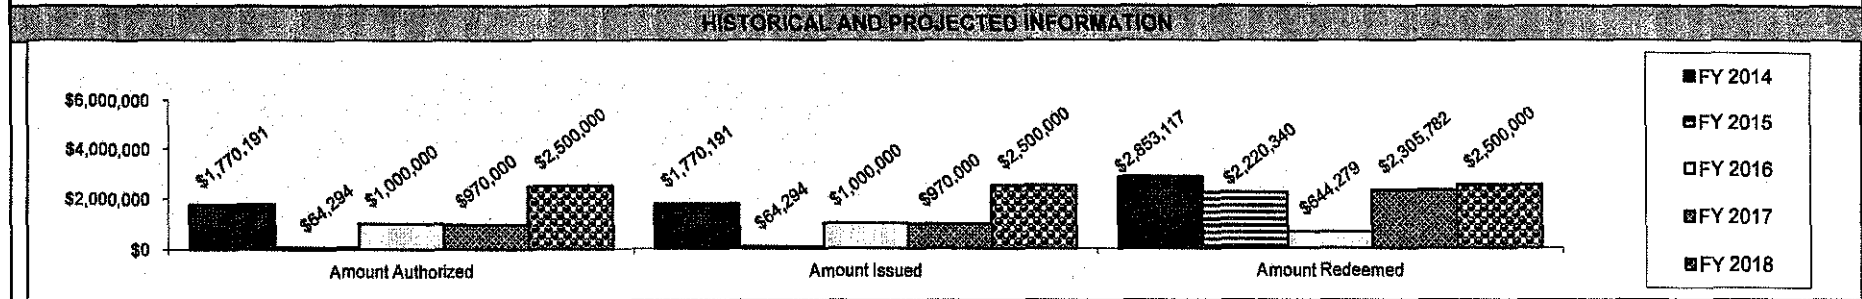 HISTORICAL AND PROJECTED INFORMATION
$6,000,000
$4,000,000
$2,000,000
$0
$1,770,191
$64,294
$1,000,000
$970,000
$2,500,000
$1,770,191
$64,294
$1,000,000
$970,000
$2,500,000
$2,853,117
$2,220,340
$644,279
$2,305,782
$2,500,000
Amount Authorized
Amount Issued
Amount Redeemed
FY 2014
FY 2015
FY 2016
FY 2017
FY 2018